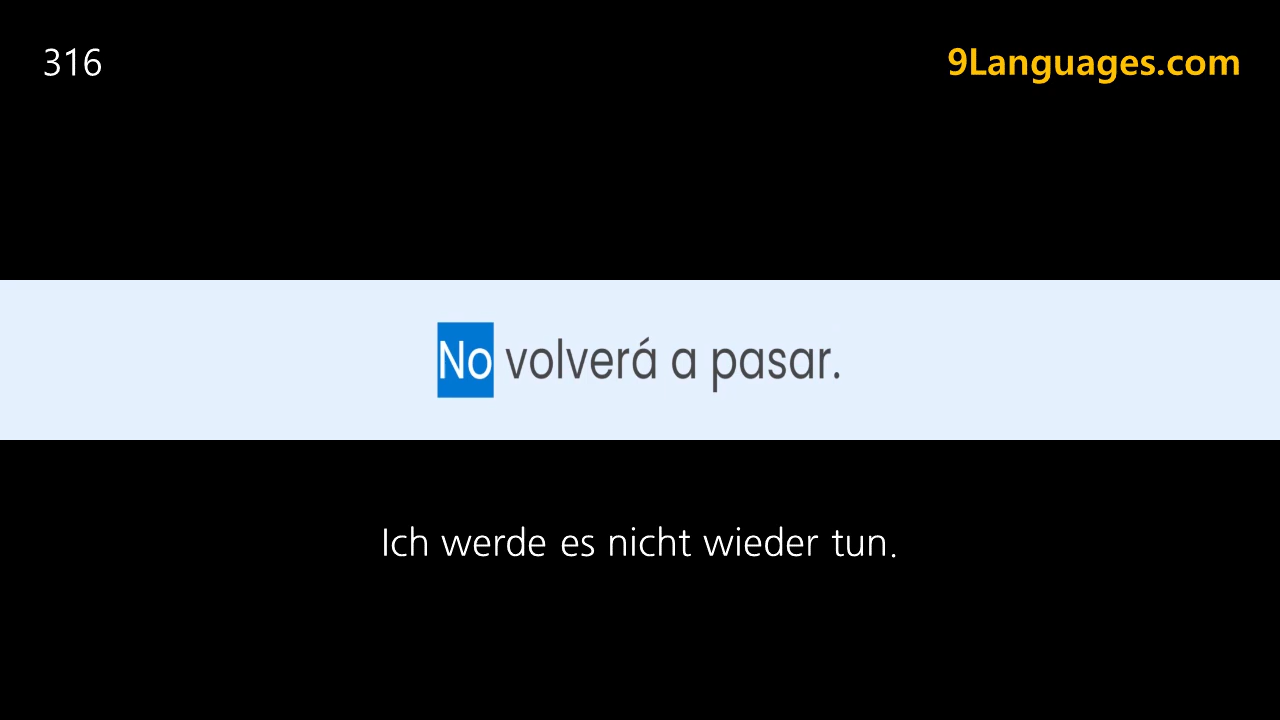 316
9Languages.com
No volverá a pasar.
Ich werde es nicht wieder tun.